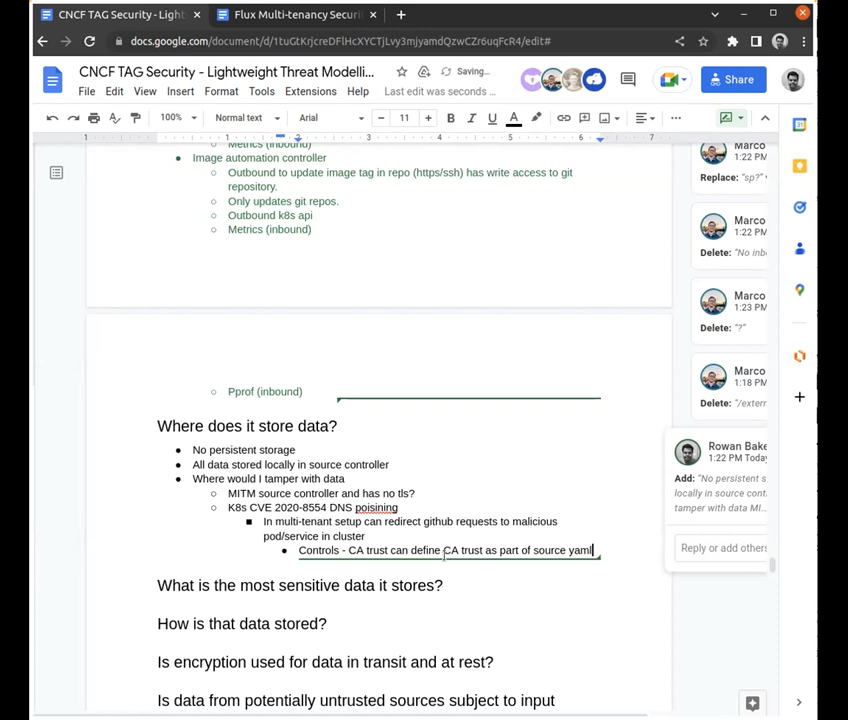 CNCF TAG Security - Light
Flux Multi-tenancy Securi
docs.google.com/document/d/1tuGtKrjcreDFlHcXYCTjLvy3mjyamdQzwCZr6uqFcR4/edit#
CNCF TAG Security - Lightweight Threat Modelli...
Saving...
Share
File Edit View Insert Format Tools Extensions Help Last edit was seconds ...
100% Normal text Arial 11 B I U A
1 1 2 3 4 5 6 7
Metrics (inbound)
Image automation controller
Outbound to update image tag in repo (https/ssh) has write access to git
repository.
Only updates git repos.
Outbound k8s api
Metrics (inbound)
Pprof (inbound)
Where does it store data?
No persistent storage
All data stored locally in source controller
Where would I tamper with data
MITM source controller and has no tls?
K8s CVE 2020-8554 DNS poisining
In multi-tenant setup can redirect github requests to malicious
pod/service in cluster
Controls - CA trust can define CA trust as part of source yaml
What is the most sensitive data it stores?
How is that data stored?
Is encryption used for data in transit and at rest?
Is data from potentially untrusted sources subject to input
Marco
1:22 PM
Replace: "sp?"
Marco
1:22 PM
Delete: "No inb
Marco
1:23 PM
Delete: "?"
Marco
1:18 PM
Delete: "/extern
Rowan Bake
1:22 PM Today
Add: "No persistent s
locally in source cont
tamper with data MI...
Reply or add others